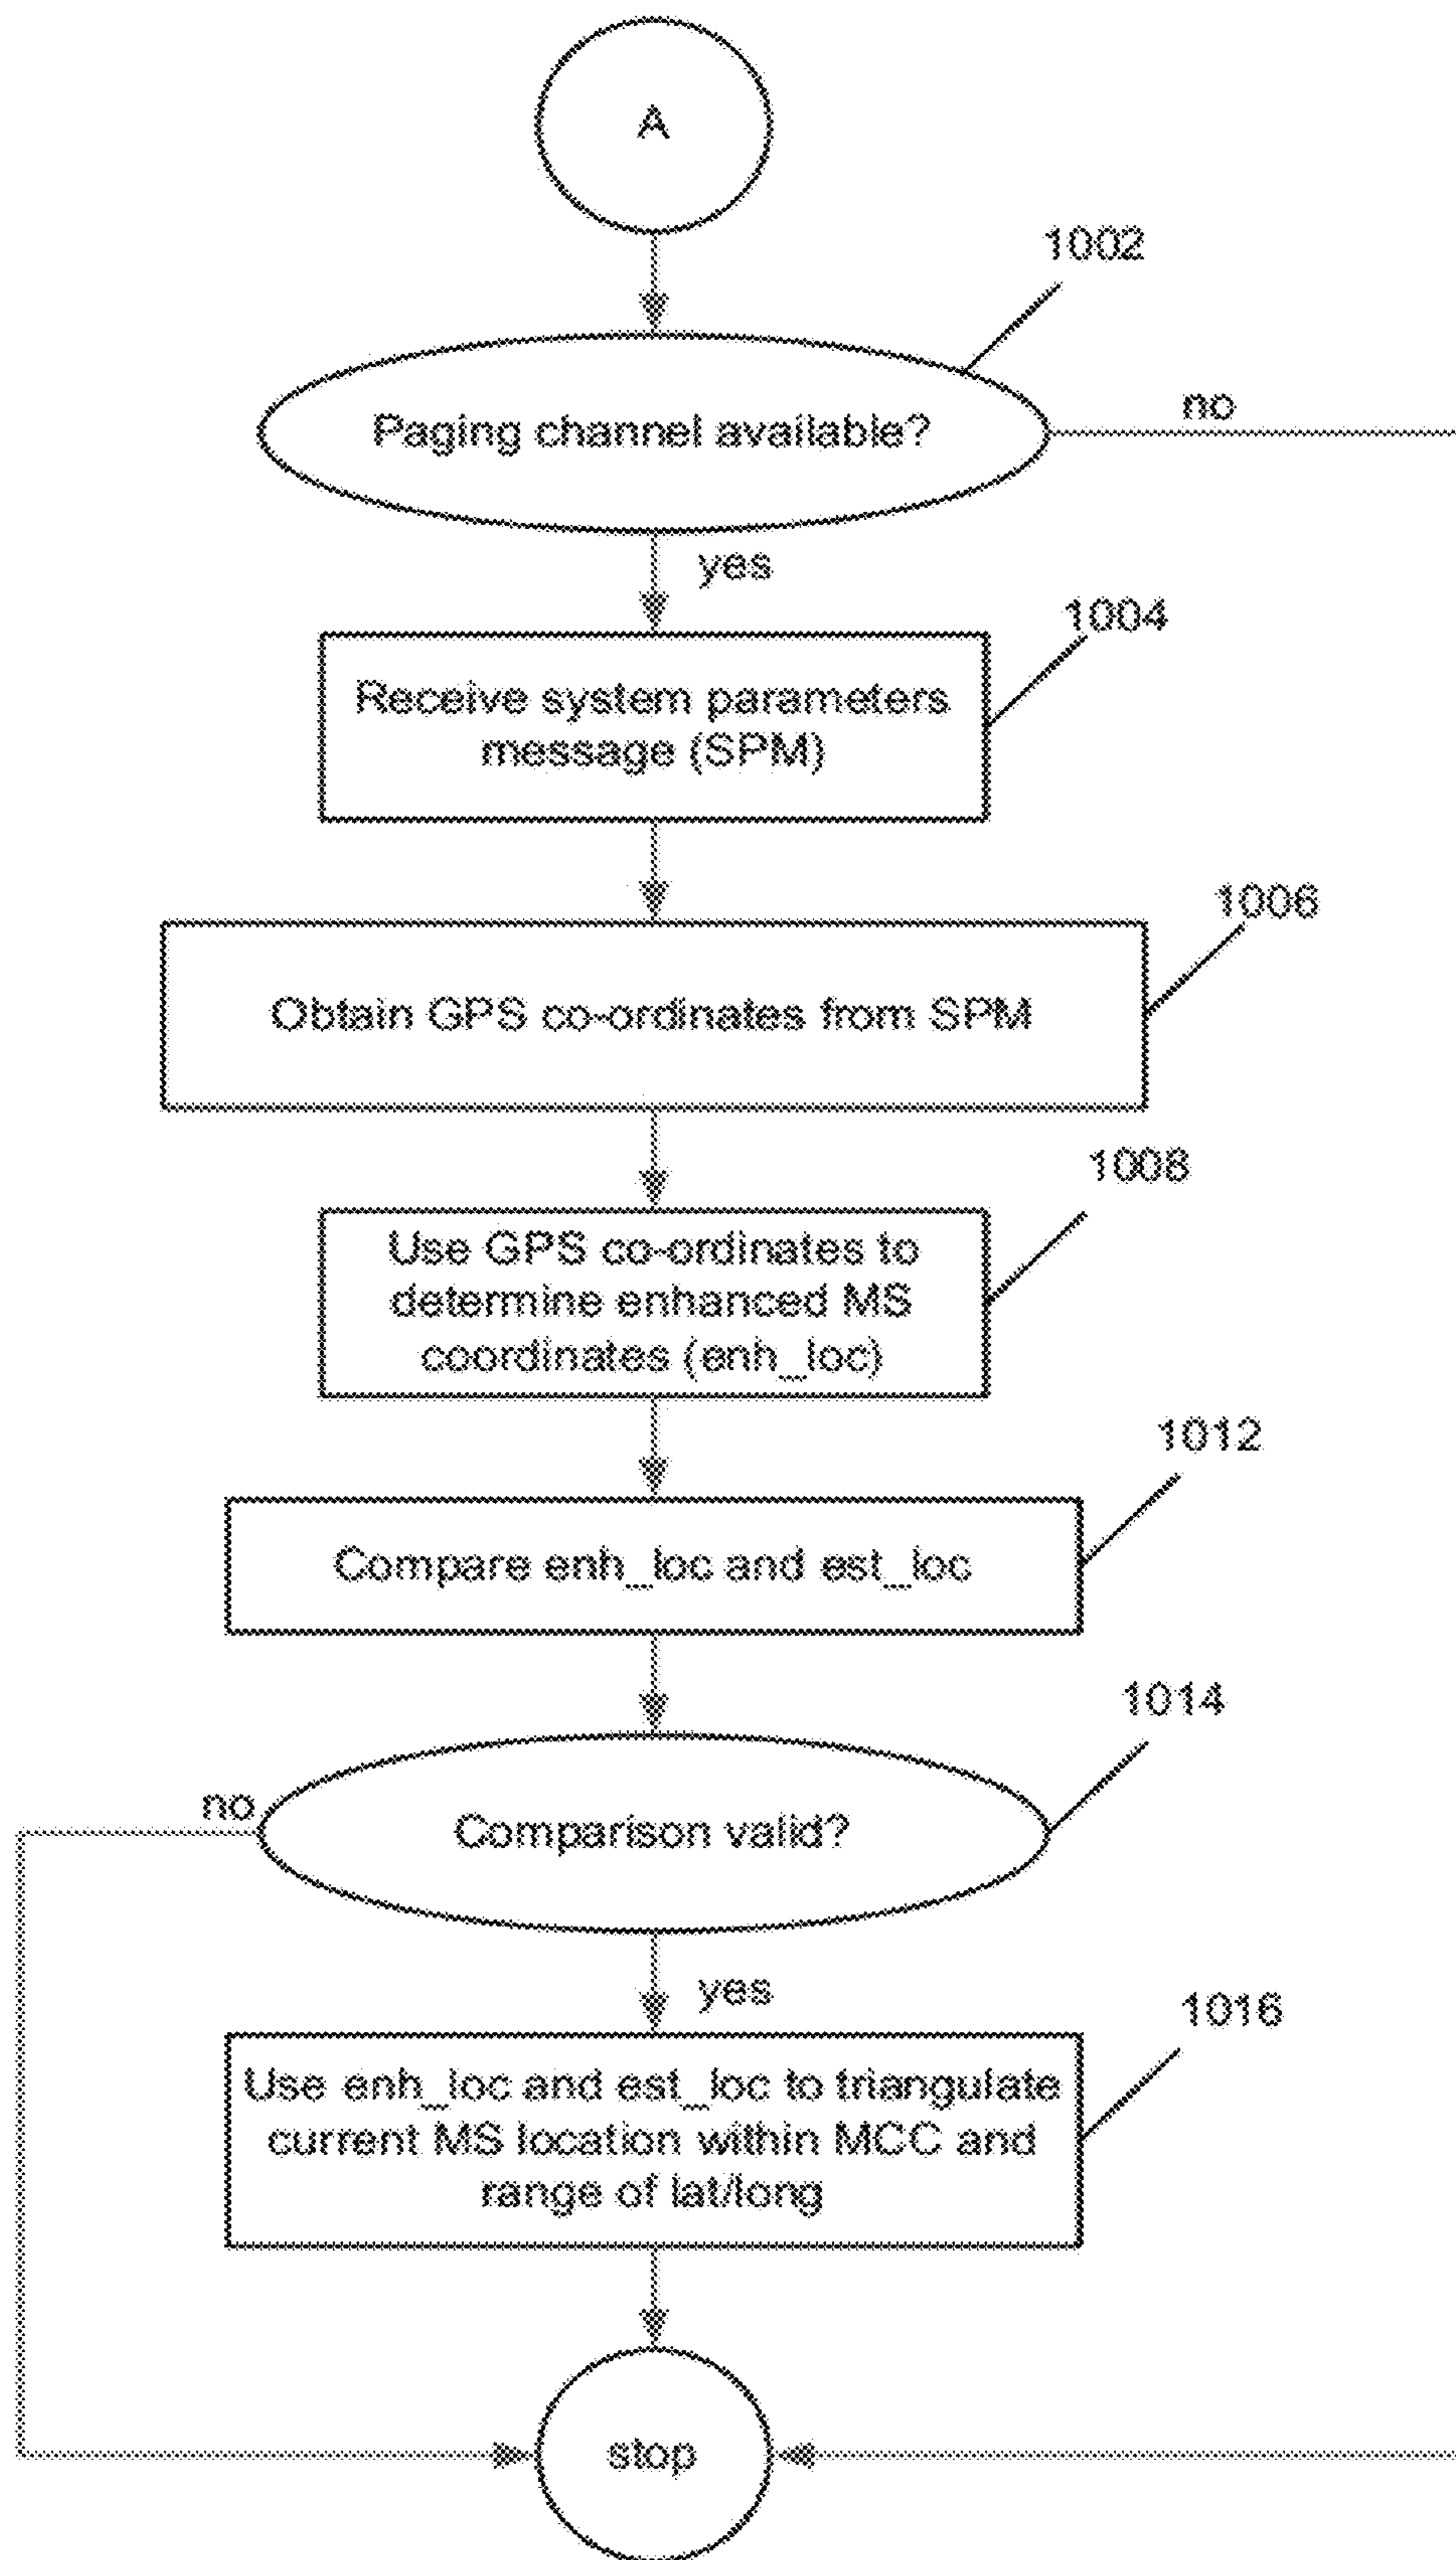 A
1002
Paging channel available?
no
yes
1004
Receive system parameters
message (SPM)
1006
Obtain GPS co-ordinates from SPM
1008
Use GPS co-ordinates to
determine enhanced MS
coordinates (enh_loc)
1012
Compare enh_loc and est_loc
1014
no
Comparison valid?
yes
1016
Use enh_loc and est_loc to triangulate
current MS location within MCC and
range of lat/long
stop